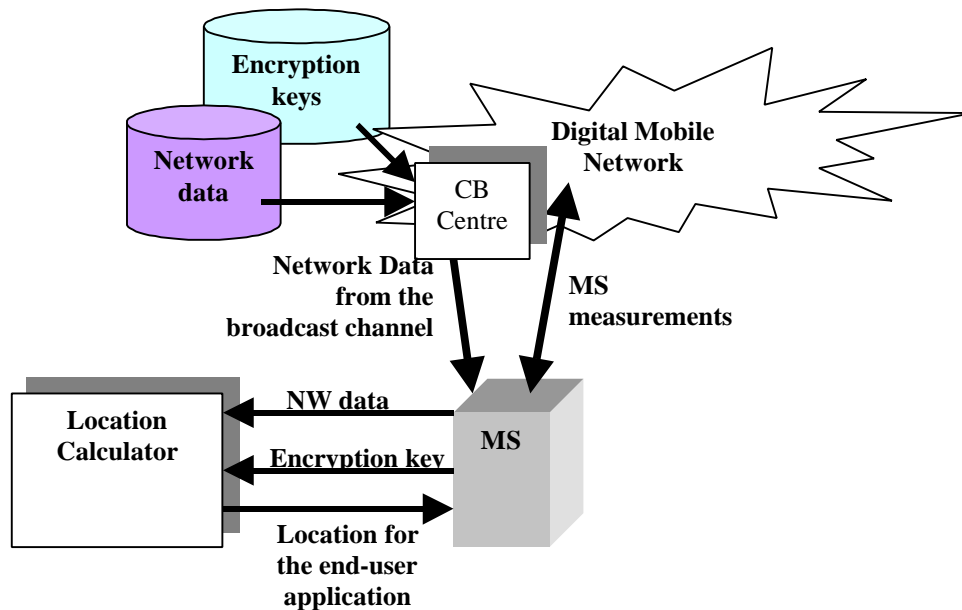 Encryption
keys
Network
data
Digital Mobile
Network
CB
Centre
Network Data
from the
broadcast channel
MS
measurements
Location
Calculator
NW data
Encryption key
MS
Location for
the end-user
application